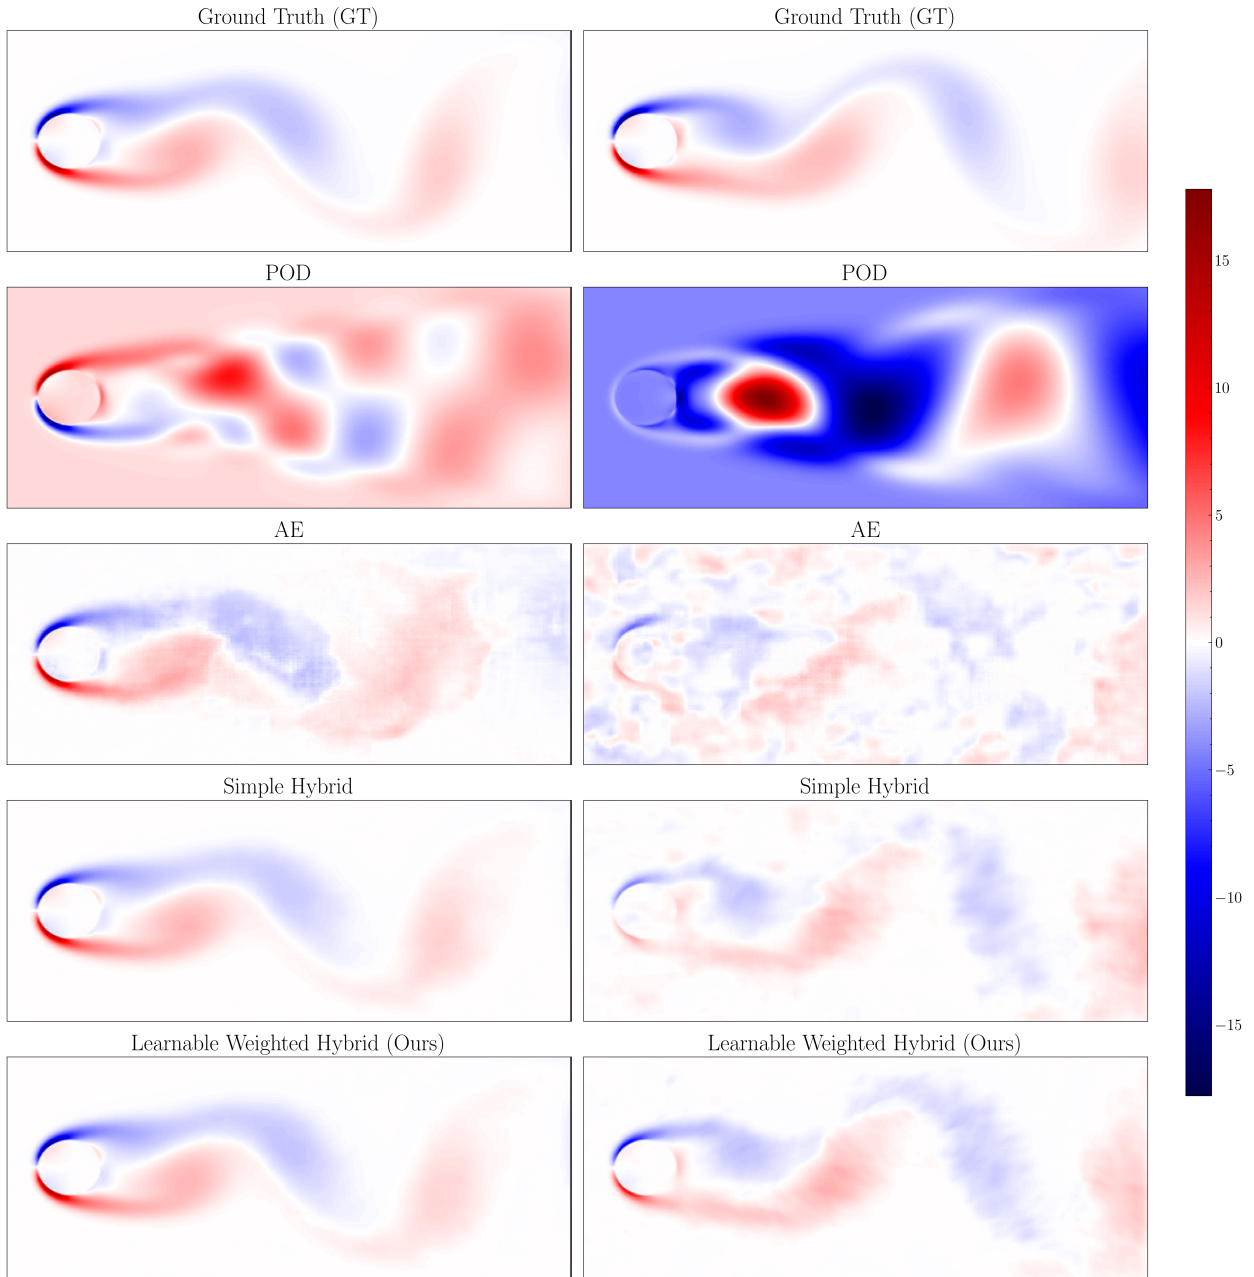 Ground Truth (GT)
Ground Truth (GT)
POD
POD
AE
AE
Simple Hybrid
Simple Hybrid
Learnable Weighted Hybrid (Ours)
Learnable Weighted Hybrid (Ours)
15
10
5
0
−5
−10
−15